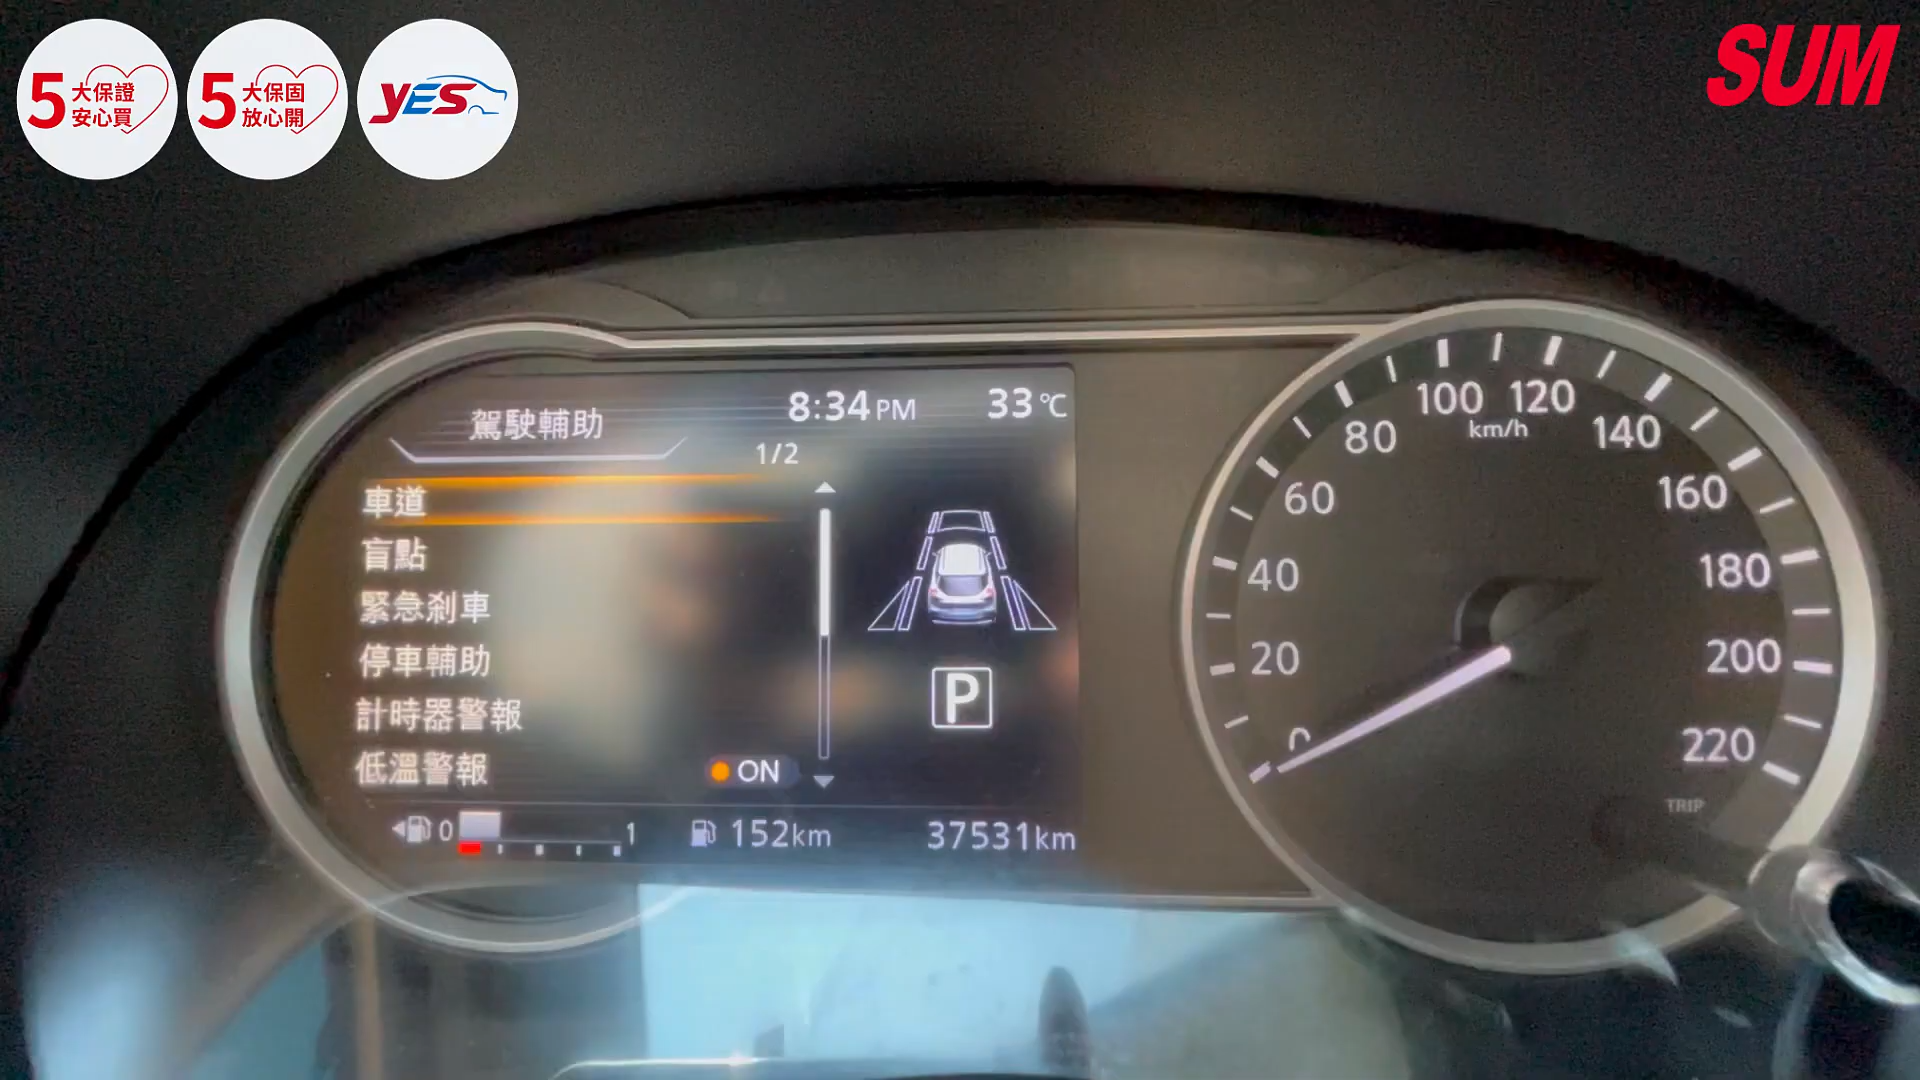 5大保證
安心買
5大保固
放心開
YES
SUM
駕駛輔助
8:34 PM
33℃
1/2
車道
盲點
緊急剎車
停車輔助
計時器警報
低溫警報
ON
P
0
1
152km
37531km
0
20
40
60
80
100
120
140
160
180
200
220
km/h
TRIP